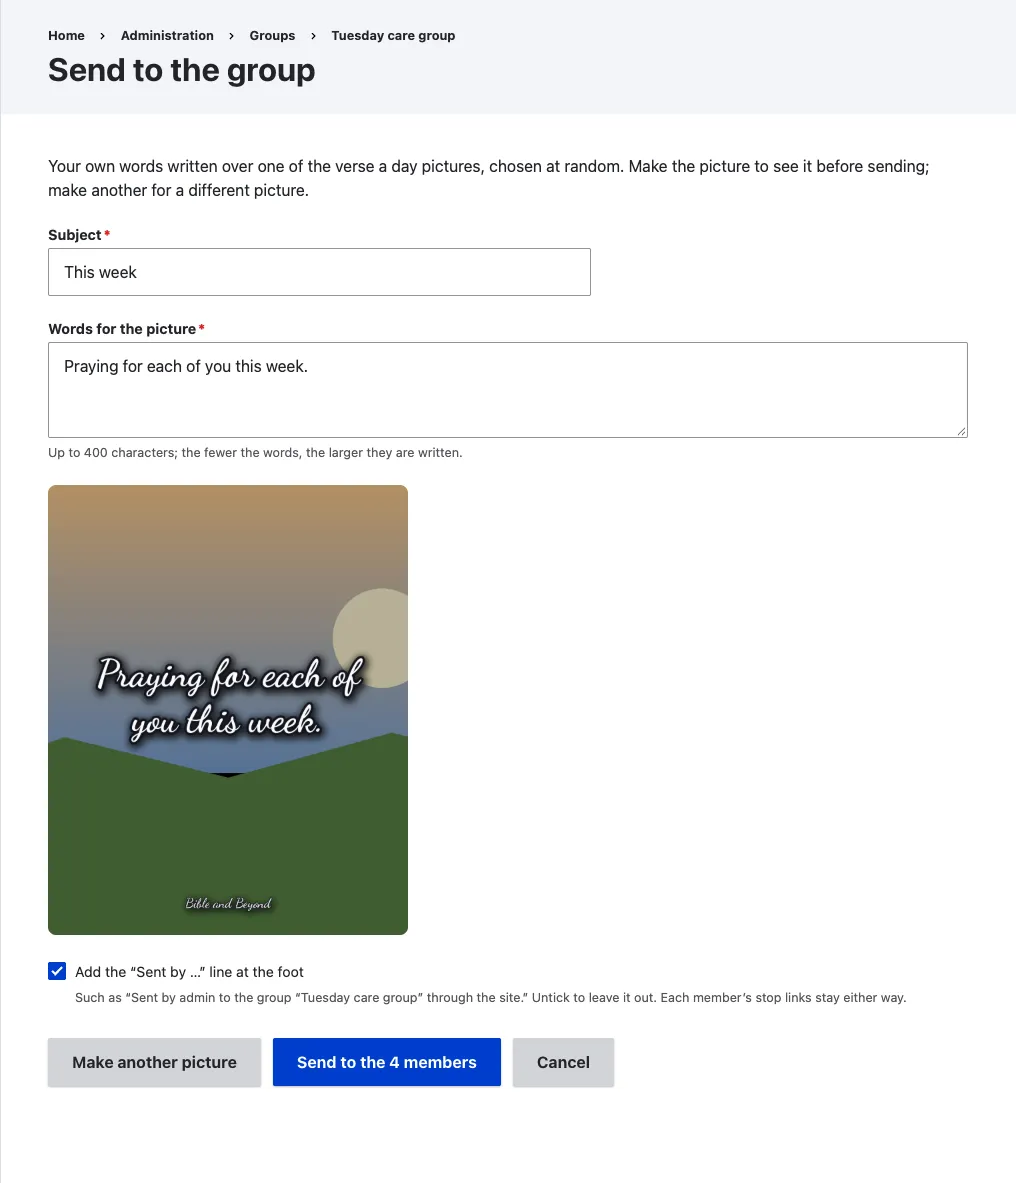 Home › Administration › Groups › Tuesday care group
Send to the group
Your own words written over one of the verse a day pictures, chosen at random. Make the picture to see it before sending;
make another for a different picture.
Subject*
This week
Words for the picture*
Praying for each of you this week.
Up to 400 characters; the fewer the words, the larger they are written.
Praying for each of
you this week.
Bible and Beyond
Add the “Sent by ...” line at the foot
Such as “Sent by admin to the group “Tuesday care group” through the site.” Untick to leave it out. Each member’s stop links stay either way.
Make another picture
Send to the 4 members
Cancel